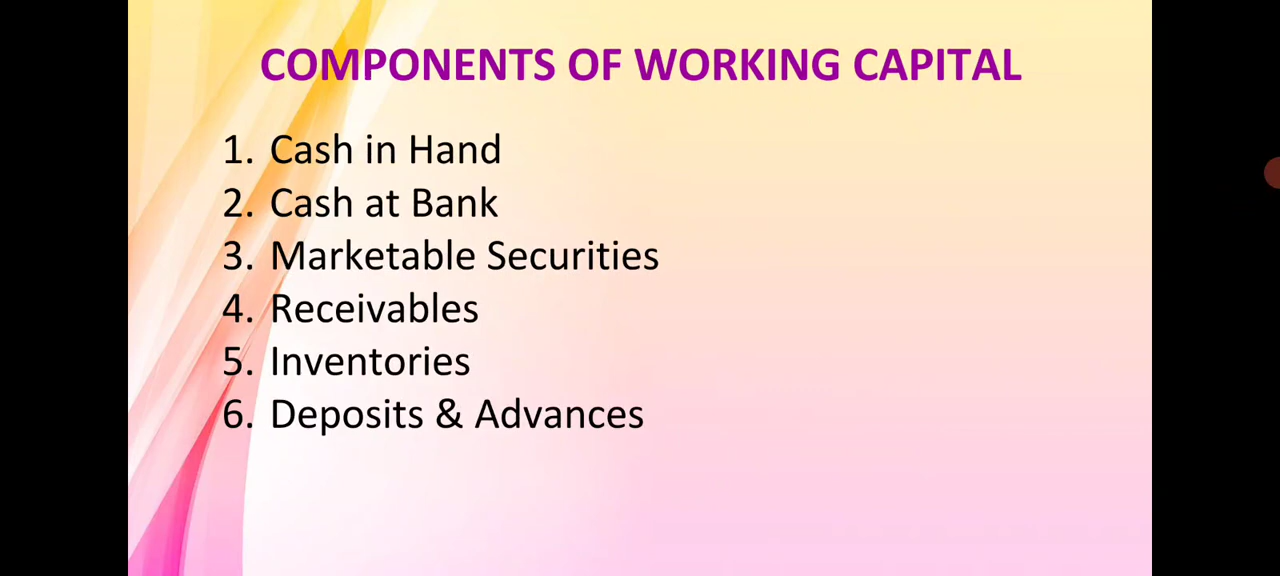 COMPONENTS OF WORKING CAPITAL
1. Cash in Hand
2. Cash at Bank
3. Marketable Securities
4. Receivables
5. Inventories
6. Deposits & Advances